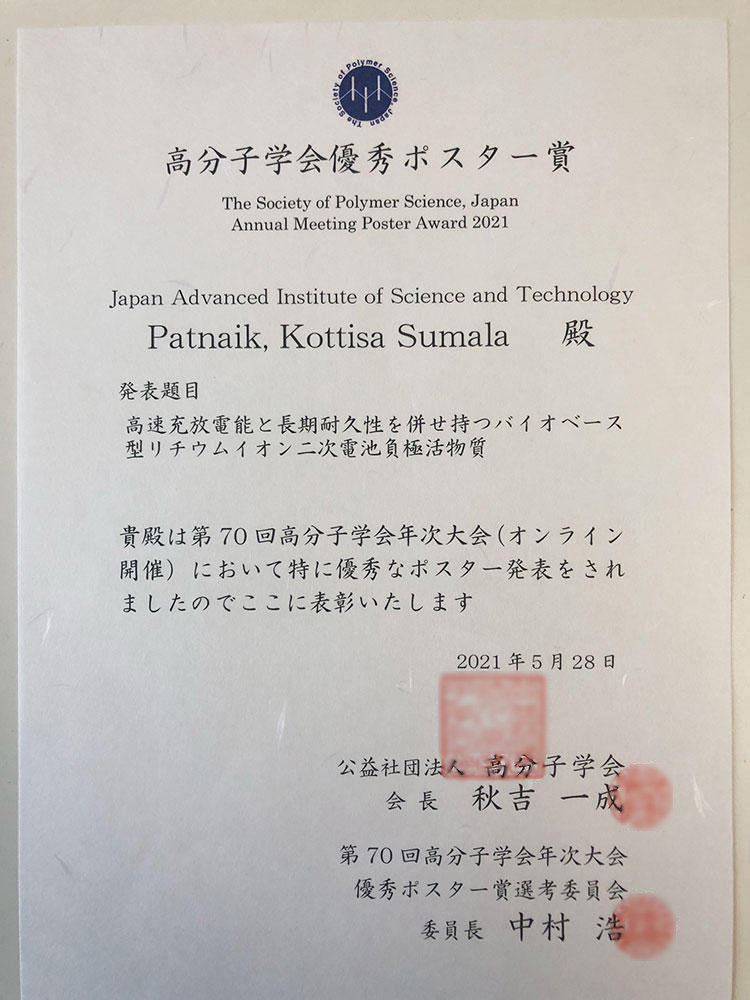 The Society of Polymer Science, Japan
高分子学会優秀ポスター賞
The Society of Polymer Science, Japan
Annual Meeting Poster Award 2021
Japan Advanced Institute of Science and Technology
Patnaik, Kottisa Sumala 殿
発表題目
高速充放電能と長期耐久性を併せ持つバイオベース
型リチウムイオン二次電池負極活物質
貴殿は第70回高分子学会年次大会(オンライン
開催)において特に優秀なポスター発表をされ
ましたのでここに表彰いたします
2021年5月28日
公益社団法人 高分子学会
会長 秋吉 一成
第70回高分子学会年次大会
優秀ポスター賞選考委員会
委員長 中村 浩